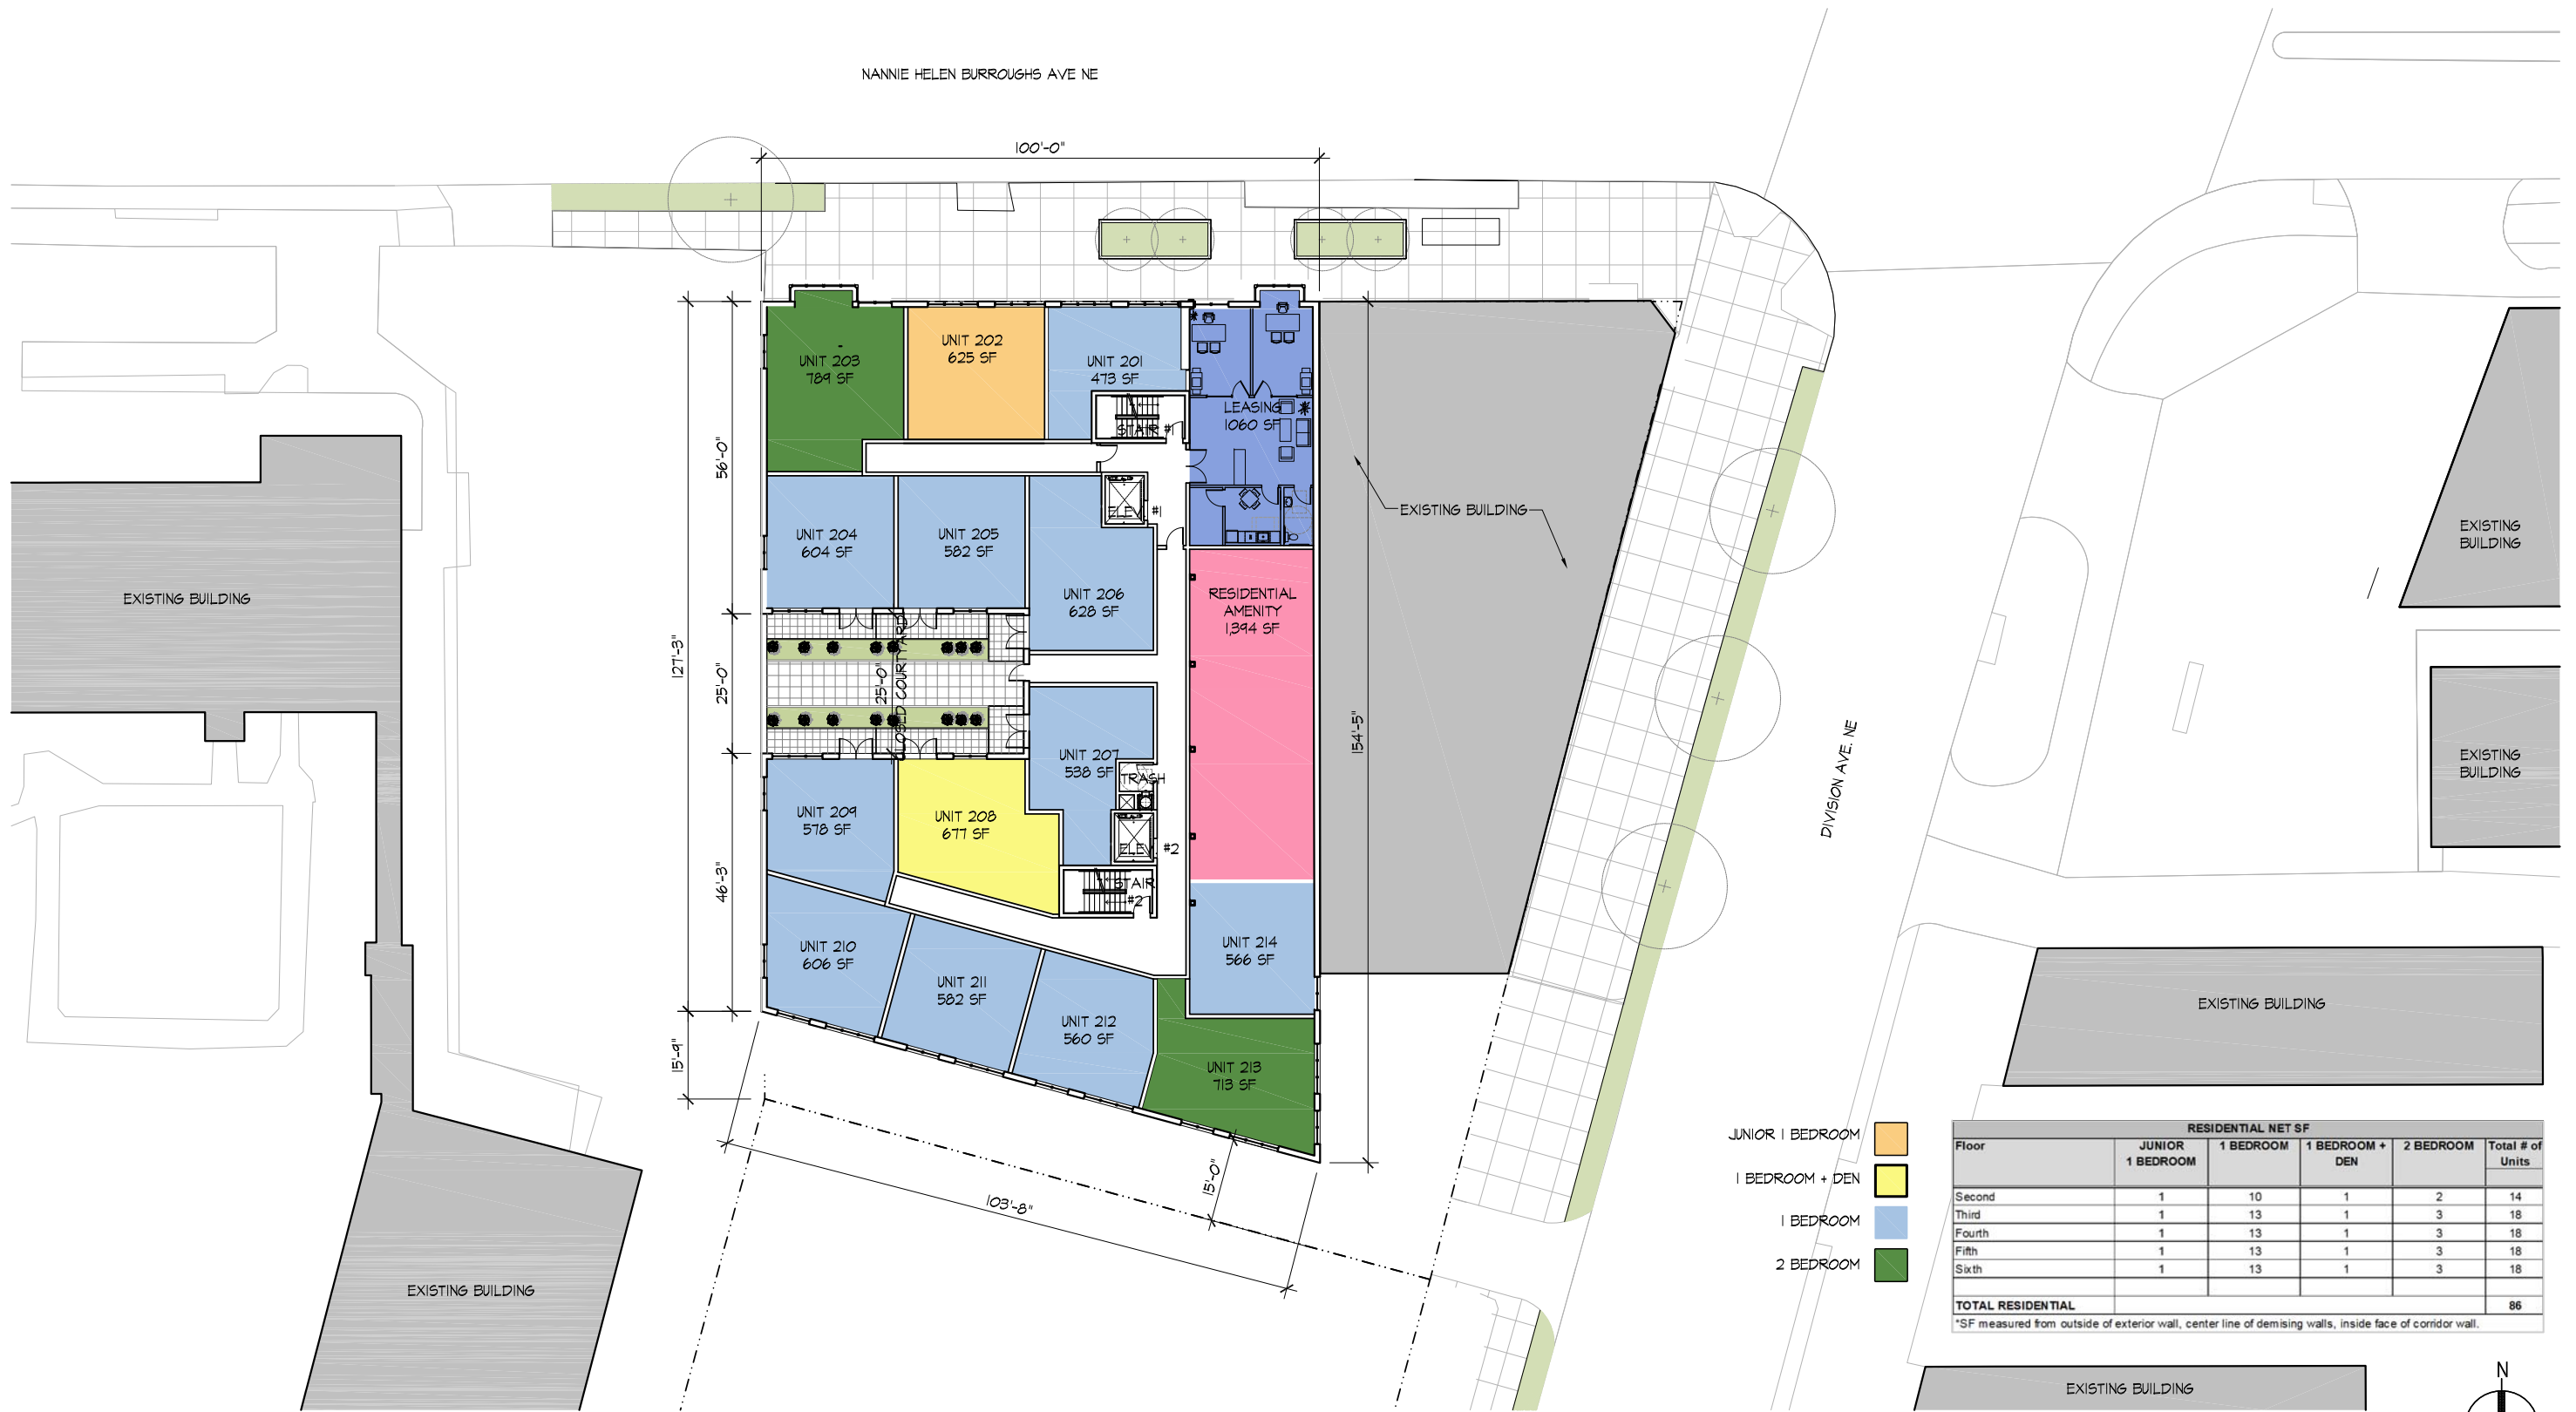 NANNIE HELEN BURROUGHS AVE NE
100'-0"
UNIT 203
789 SF
UNIT 202
625 SF
UNIT 201
473 SF
STAIR #1
LEASING
1060 SF
56'-0"
127'-3"
25'-0"
46'-3"
15'-9"
UNIT 204
604 SF
UNIT 205
582 SF
ELEV. #1
UNIT 206
628 SF
RESIDENTIAL
AMENITY
1,394 SF
EXISTING BUILDING
EXISTING BUILDING
EXISTING
BUILDING
25'-0"
COURTYARD
154'-5"
DIVISION AVE. NE
EXISTING
BUILDING
UNIT 207
538 SF
TRASH
ELEV. #2
STAIR
#2
UNIT 209
578 SF
UNIT 208
677 SF
UNIT 210
606 SF
UNIT 211
582 SF
UNIT 212
560 SF
UNIT 214
566 SF
UNIT 213
713 SF
15'-0"
103'-8"
EXISTING BUILDING
EXISTING BUILDING
JUNIOR 1 BEDROOM
1 BEDROOM + DEN
1 BEDROOM
2 BEDROOM
RESIDENTIAL NET SF
Floor JUNIOR 1 BEDROOM 1 BEDROOM 1 BEDROOM + DEN 2 BEDROOM Total # of Units
Second 1 10 1 2 14
Third 1 13 1 3 18
Fourth 1 13 1 3 18
Fifth 1 13 1 3 18
Sixth 1 13 1 3 18
TOTAL RESIDENTIAL 86
*SF measured from outside of exterior wall, center line of demising walls, inside face of corridor wall.
EXISTING BUILDING
N